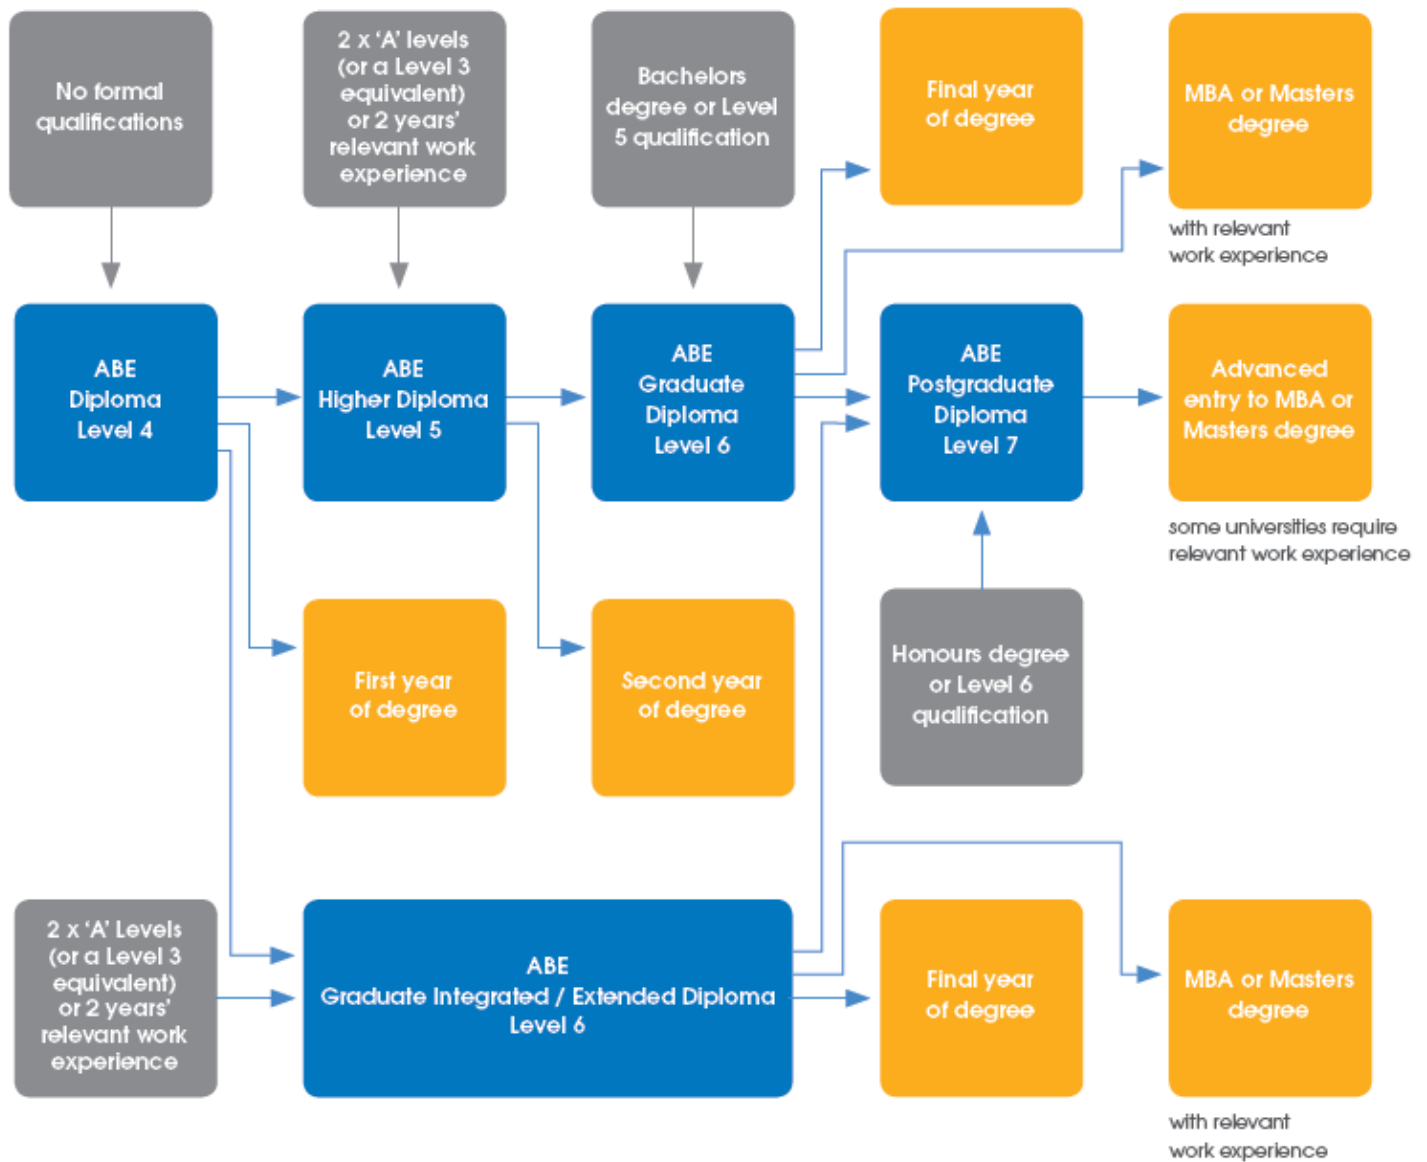 No formal
qualifications
2 x ‘A’ levels
(or a Level 3
equivalent)
or 2 years’
relevant work
experience
Bachelors
degree or Level
5 qualification
Final year
of degree
MBA or Masters
degree
with relevant
work experience
ABE
Diploma
Level 4
ABE
Higher Diploma
Level 5
ABE
Graduate
Diploma
Level 6
ABE
Postgraduate
Diploma
Level 7
Advanced
entry to MBA or
Masters degree
some universities require
relevant work experience
First year
of degree
Second year
of degree
Honours degree
or Level 6
qualification
2 x ‘A’ Levels
(or a Level 3
equivalent)
or 2 years’
relevant work
experience
ABE
Graduate Integrated / Extended Diploma
Level 6
Final year
of degree
MBA or Masters
degree
with relevant
work experience